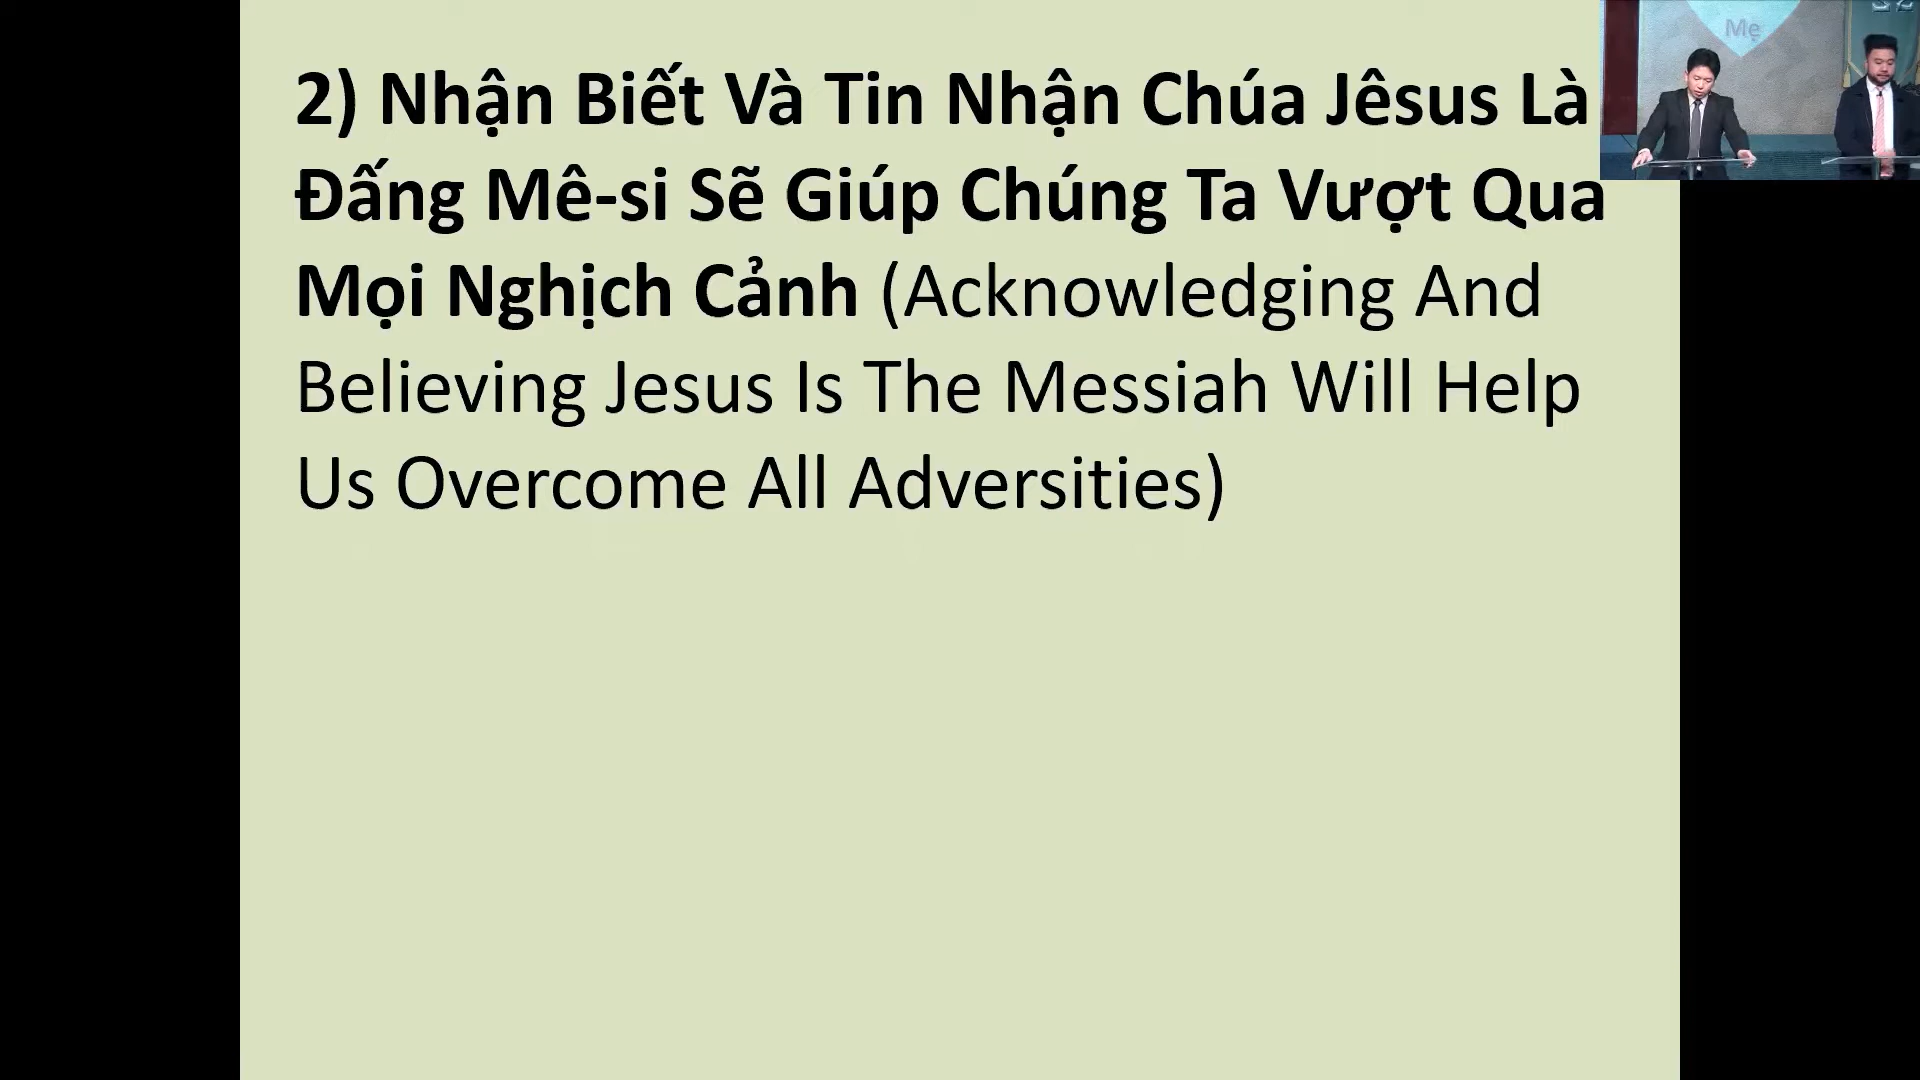 2) Nhận Biết Và Tin Nhận Chúa Jêsus Là
Đấng Mê-si Sẽ Giúp Chúng Ta Vượt Qua
Mọi Nghịch Cảnh (Acknowledging And
Believing Jesus Is The Messiah Will Help
Us Overcome All Adversities)
Mẹ